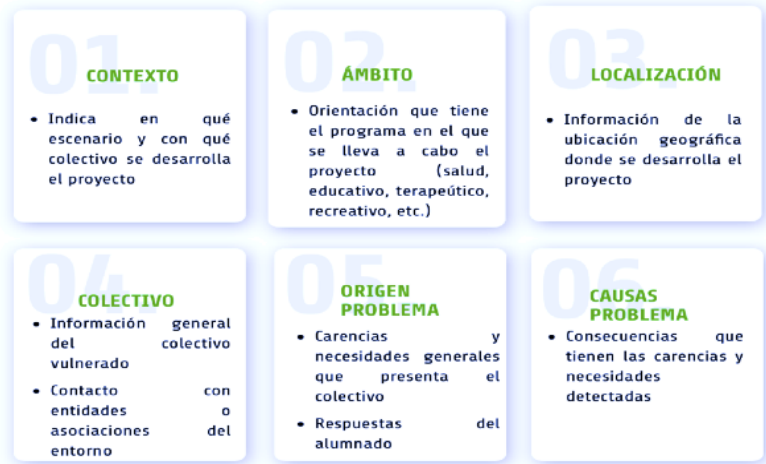 01.
CONTEXTO
• Indica en qué
escenario y con qué
colectivo se desarrolla
el proyecto
02.
ÁMBITO
• Orientación que tiene
el programa en el que
se lleva a cabo el
proyecto (salud,
educativo, terapeútico,
recreativo, etc.)
03.
LOCALIZACIÓN
• Información de la
ubicación geográfica
donde se desarrolla el
proyecto
04.
COLECTIVO
• Información general
del colectivo
vulnerado
• Contacto con
entidades o
asociaciones del
entorno
05.
ORIGEN
PROBLEMA
• Carencias y
necesidades generales
que presenta el
colectivo
• Respuestas del
alumnado
06.
CAUSAS
PROBLEMA
• Consecuencias que
tienen las carencias y
necesidades
detectadas